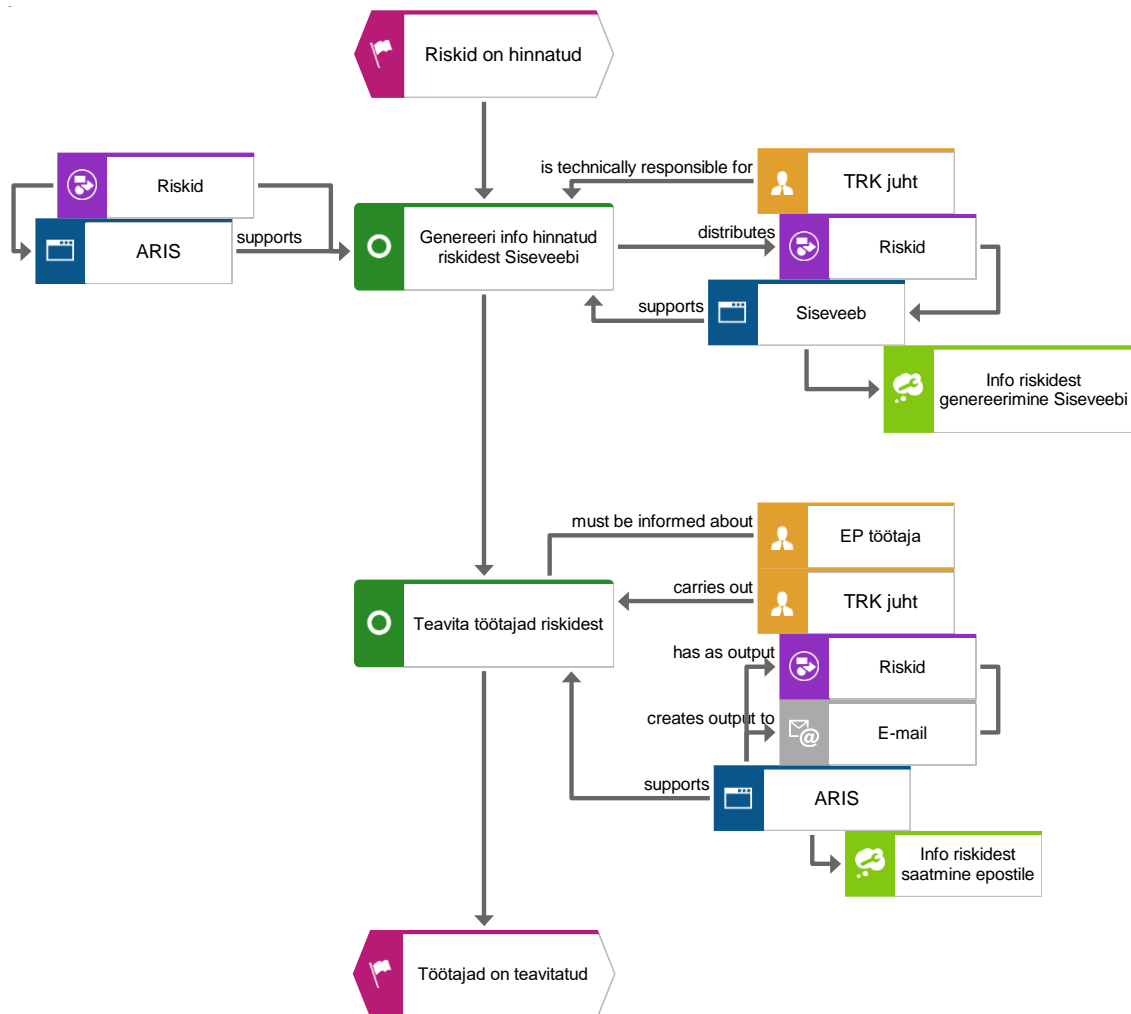 Riskid on hinnatud
is technically responsible for
TRK juht
Riskid
ARIS
supports
Genereeri info hinnatud
riskidest Siseveebi
distributes
Riskid
supports
Siseveeb
Info riskidest
genereerimine Siseveebi
must be informed about
EP töötaja
carries out
TRK juht
Teavita töötajad riskidest
has as output
Riskid
creates output to
E-mail
supports
ARIS
Info riskidest
saatmine epostile
Töötajad on teavitatud